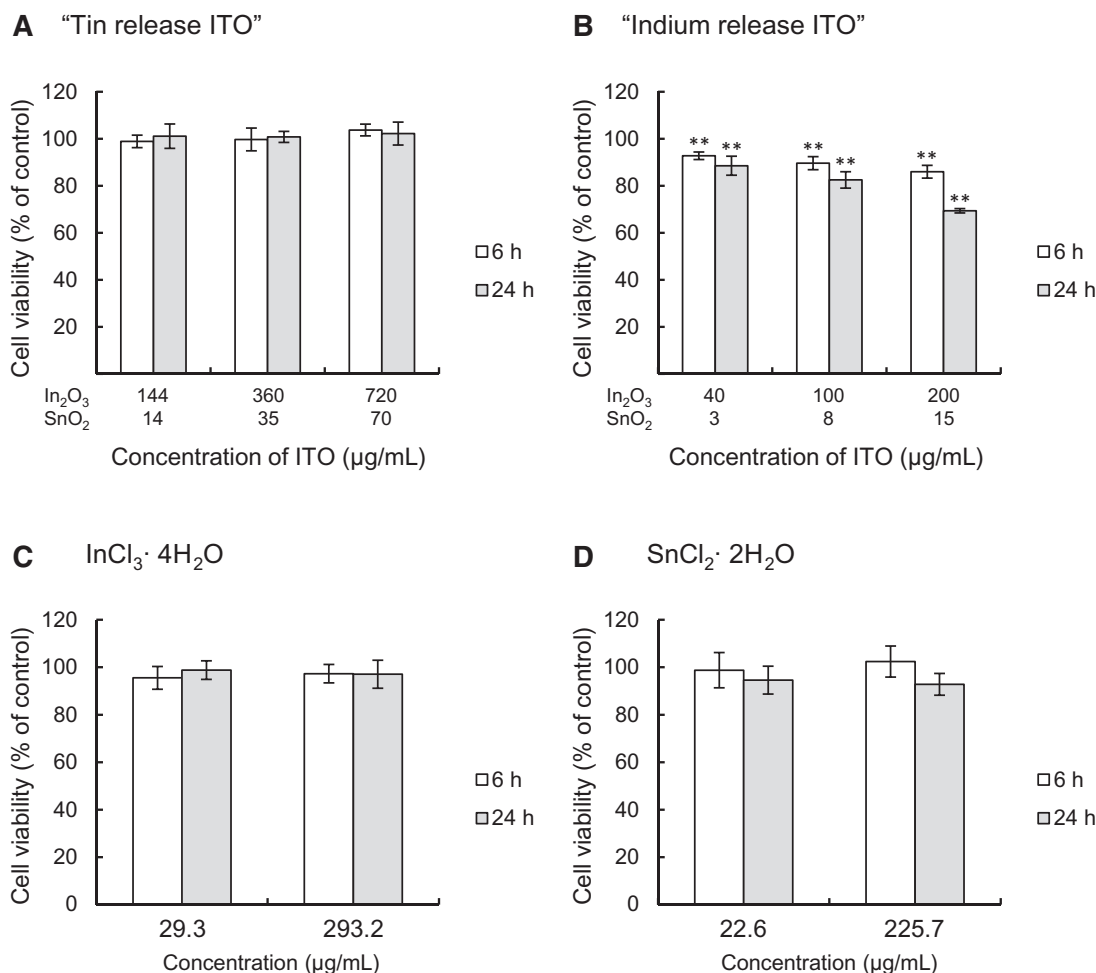 A “Tin release ITO”
Cell viability (% of control)
120
100
80
60
40
20
6 h
24 h
In₂O₃ 144 360 720
SnO₂ 14 35 70
Concentration of ITO (µg/mL)
B “Indium release ITO”
Cell viability (% of control)
120
100
80
60
40
20
** ** ** ** ** **
6 h
24 h
In₂O₃ 40 100 200
SnO₂ 3 8 15
Concentration of ITO (µg/mL)
C InCl₃· 4H₂O
Cell viability (% of control)
120
100
80
60
40
20
0
6 h
24 h
29.3 293.2
Concentration (µg/mL)
D SnCl₂· 2H₂O
Cell viability (% of control)
120
100
80
60
40
20
0
6 h
24 h
22.6 225.7
Concentration (µg/mL)